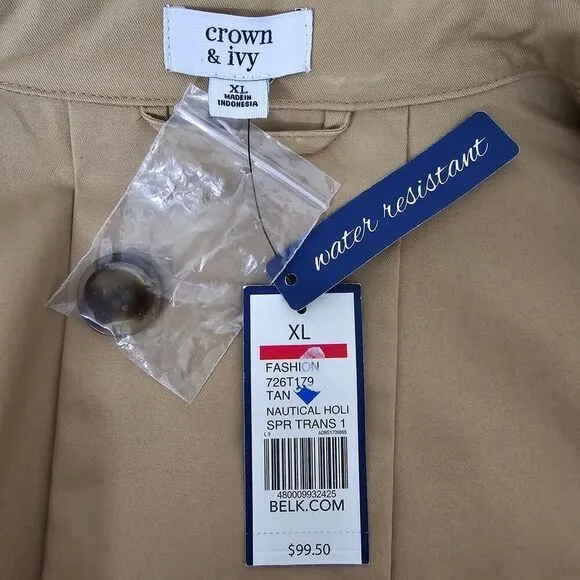 crown
& ivy
XL
MADE IN
INDONESIA
water resistant
XL
FASHION
726T179
TAN
NAUTICAL HOLI
SPR TRANS 1
L 9
480009932425
BELK.COM
$99.50